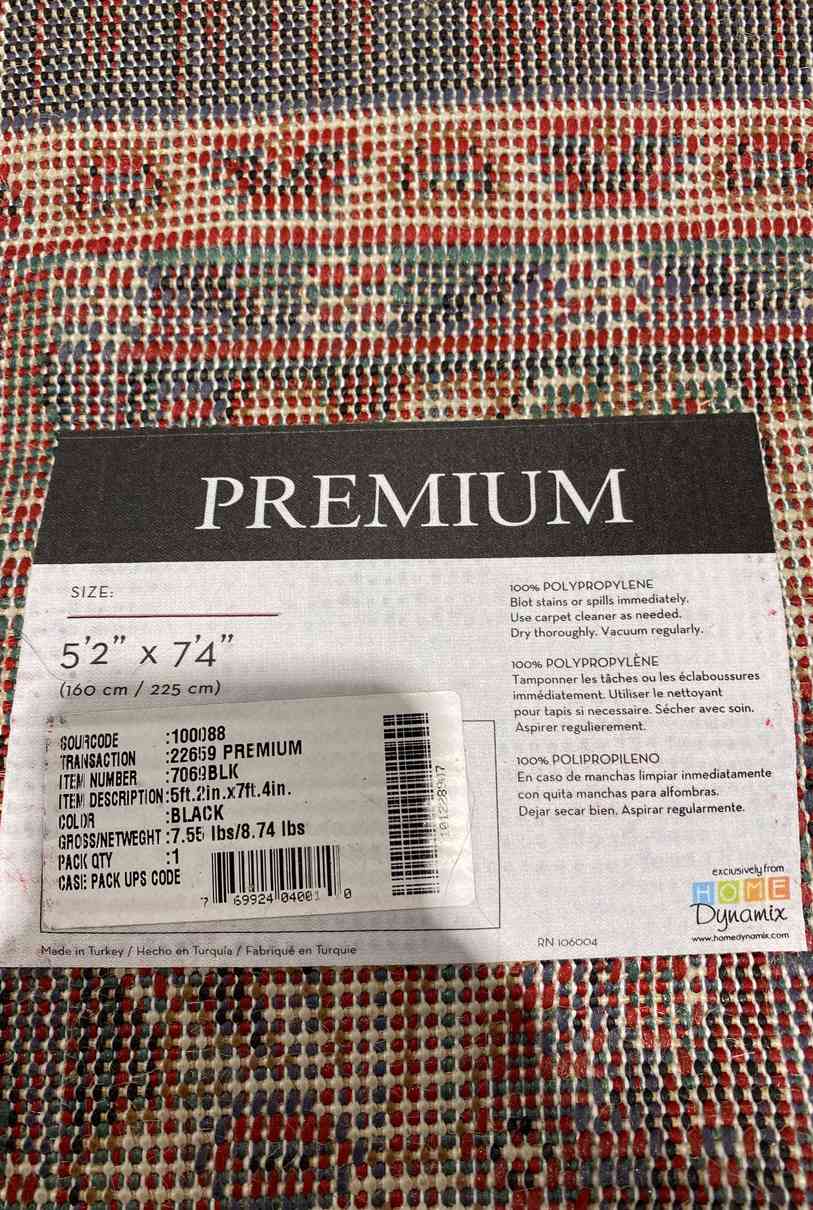 PREMIUM
SIZE:
5'2" x 7'4"
(160 cm / 225 cm)
SOURCODE :100088
TRANSACTION :22659 PREMIUM
ITEM NUMBER :7069BLK
ITEM DESCRIPTION:5ft.2in.x7ft.4in.
COLOR :BLACK
GROSS/NETWEGHT :7.55 lbs/8.74 lbs
PACK QTY :1
CASE PACK UPS CODE
7 69924 04001 0
Made in Turkey / Hecho en Turquía / Fabriqué en Turquie
100% POLYPROPYLENE
Blot stains or spills immediately.
Use carpet cleaner as needed.
Dry thoroughly. Vacuum regularly.
100% POLYPROPYLÈNE
Tamponner les tâches ou les éclaboussures
immédiatement. Utiliser le nettoyant
pour tapis si necessaire. Sécher avec soin.
Aspirer regulierement.
100% POLIPROPILENO
En caso de manchas limpiar inmediatamente
con quita manchas para alfombras.
Dejar secar bien. Aspirar regularmente.
exclusively from
HOME
Dynamix
www.homedynamix.com
RN 106004